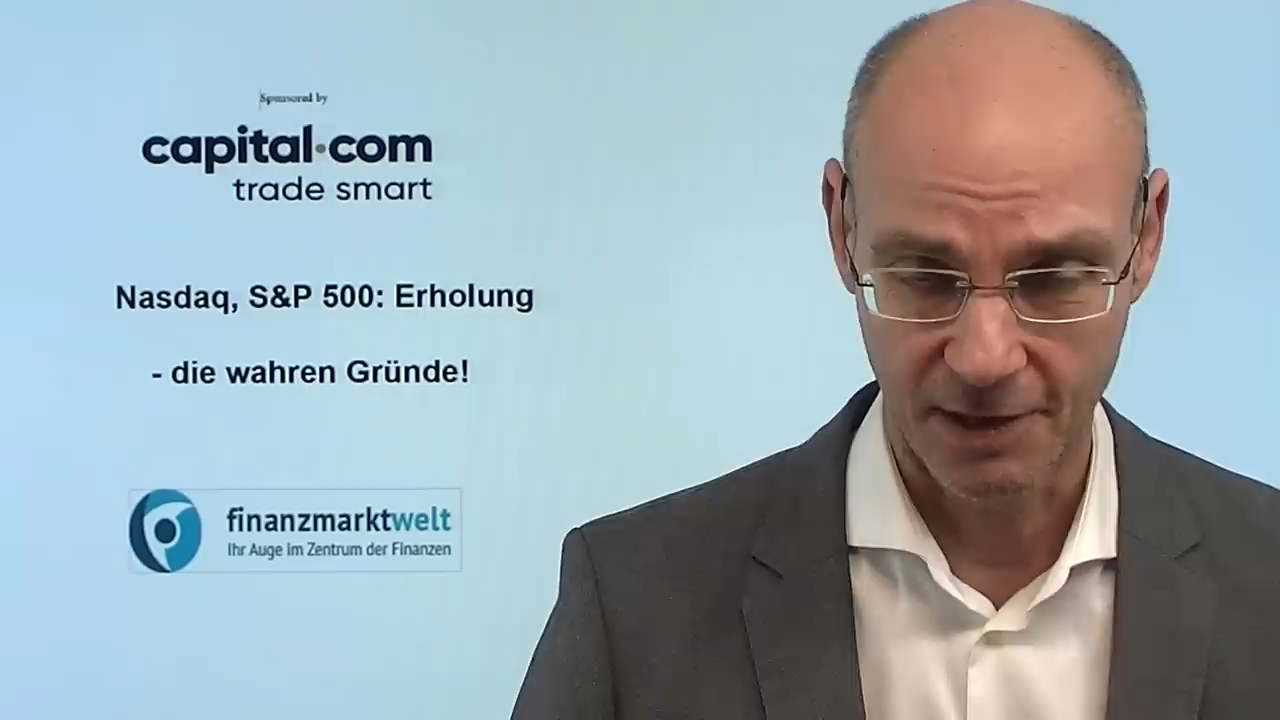 Sponsored by
capital.com
trade smart
Nasdaq, S&P 500: Erholung
- die wahren Gründe!
finanzmarktwelt
Ihr Auge im Zentrum der Finanzen